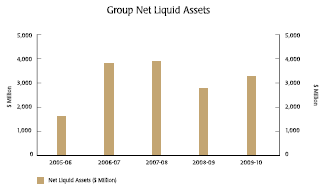 Group Net Liquid Assets
5,000 5,000
4,000 4,000
3,000 3,000
$ Million $ Million
2,000 2,000
1,000 1,000
0 0
2005-06 2006-07 2007-08 2008-09 2009-10
Net Liquid Assets ($ Million)